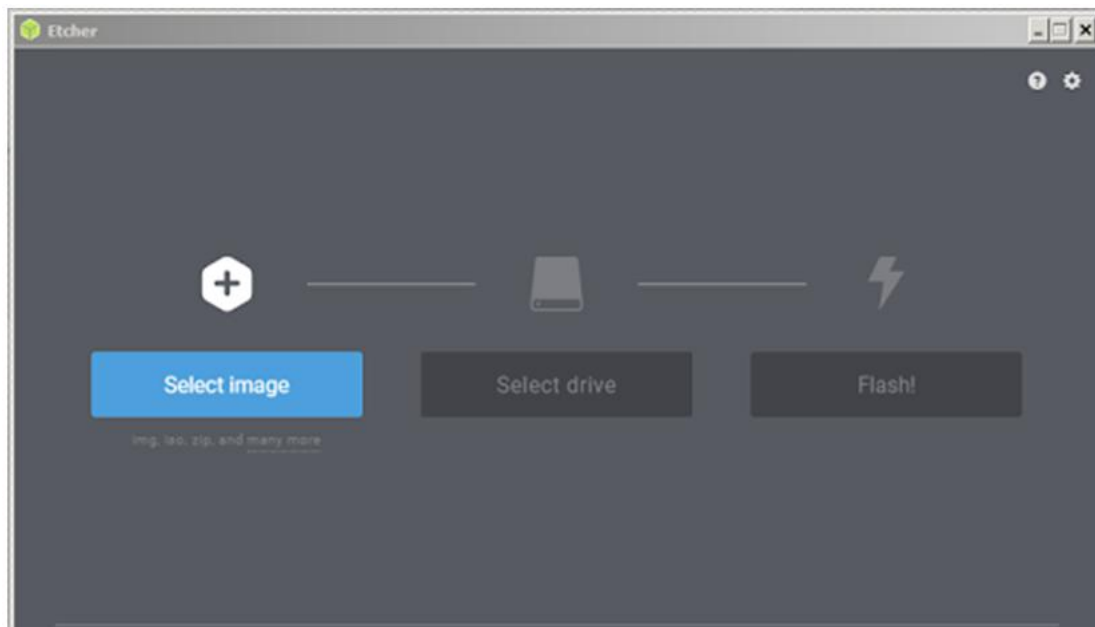 Etcher
Select image
Select drive
Flash!
img, iso, zip, and many more